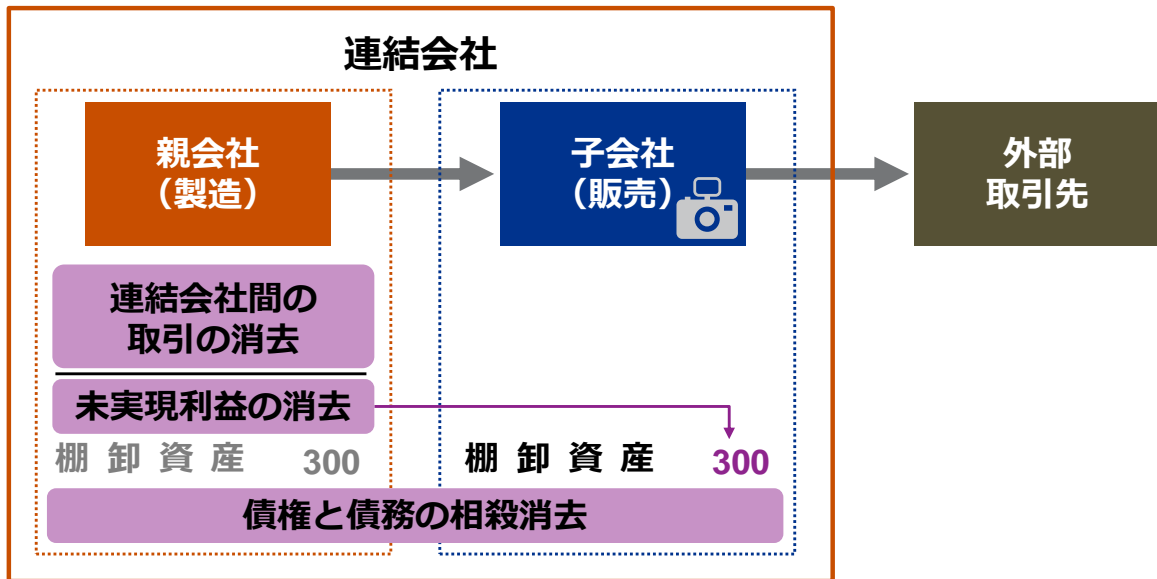 連結会社
親会社
（製造）
子会社
（販売）
外部
取引先
連結会社間の
取引の消去
未実現利益の消去
棚卸資産 300
棚卸資産 300
債権と債務の相殺消去